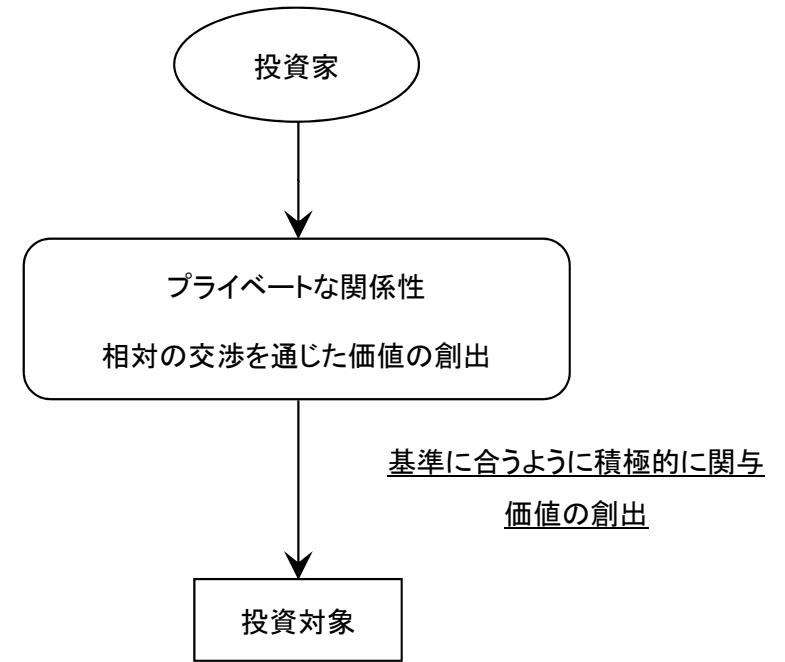 投資家
プライベートな関係性
相対の交渉を通じた価値の創出
基準に合うように積極的に関与
価値の創出
投資対象